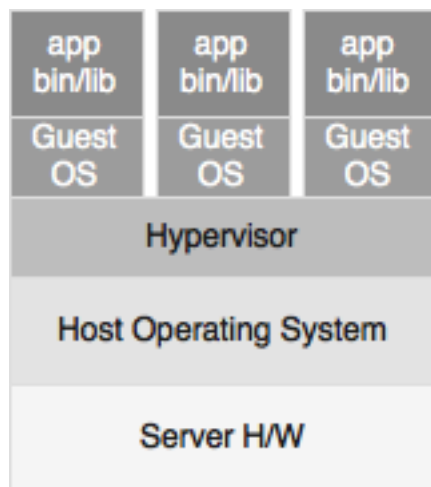 app app app
bin/lib bin/lib bin/lib
Guest Guest Guest
OS OS OS
Hypervisor
Host Operating System
Server H/W